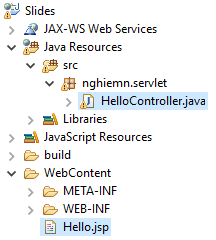 Slides
JAX-WS Web Services
Java Resources
src
nghiemn.servlet
HelloController.java
Libraries
JavaScript Resources
build
WebContent
META-INF
WEB-INF
Hello.jsp